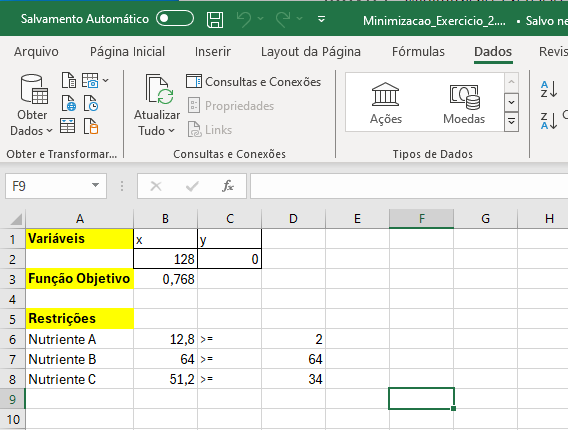 Salvamento Automático
Minimizacao_Exercicio_2.... • Salvo ne
Arquivo Página Inicial Inserir Layout da Página Fórmulas Dados Revis
Obter Dados
Atualizar Tudo
Consultas e Conexões
Propriedades
Links
Ações
Moedas
A Z
Z A
Obter e Transformar...
Consultas e Conexões
Tipos de Dados
F9
fx
A B C D E F G H
1 Variáveis x y
2 128 0
3 Função Objetivo 0,768
4
5 Restrições
6 Nutriente A 12,8 >= 2
7 Nutriente B 64 >= 64
8 Nutriente C 51,2 >= 34
9
10